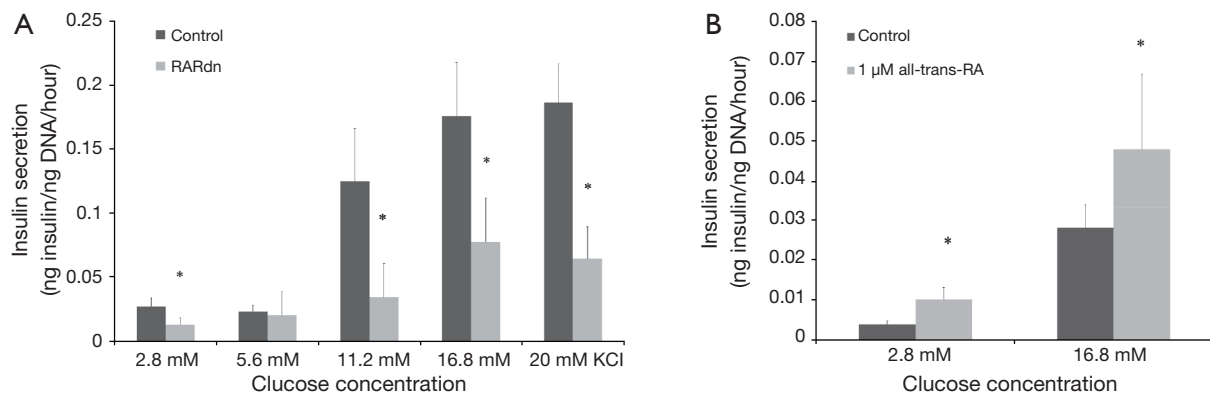 A
0.25
0.2
0.15
0.1
0.05
0
Insulin secretion
(ng insulin/ng DNA/hour)
Control
RARdn
*
*
*
*
2.8 mM
5.6 mM
11.2 mM
16.8 mM
20 mM KCl
Clucose concentration
B
0.08
0.07
0.06
0.05
0.04
0.03
0.02
0.01
0
Insulin secretion
(ng insulin/ng DNA/hour)
Control
1 µM all-trans-RA
*
*
2.8 mM
16.8 mM
Clucose concentration